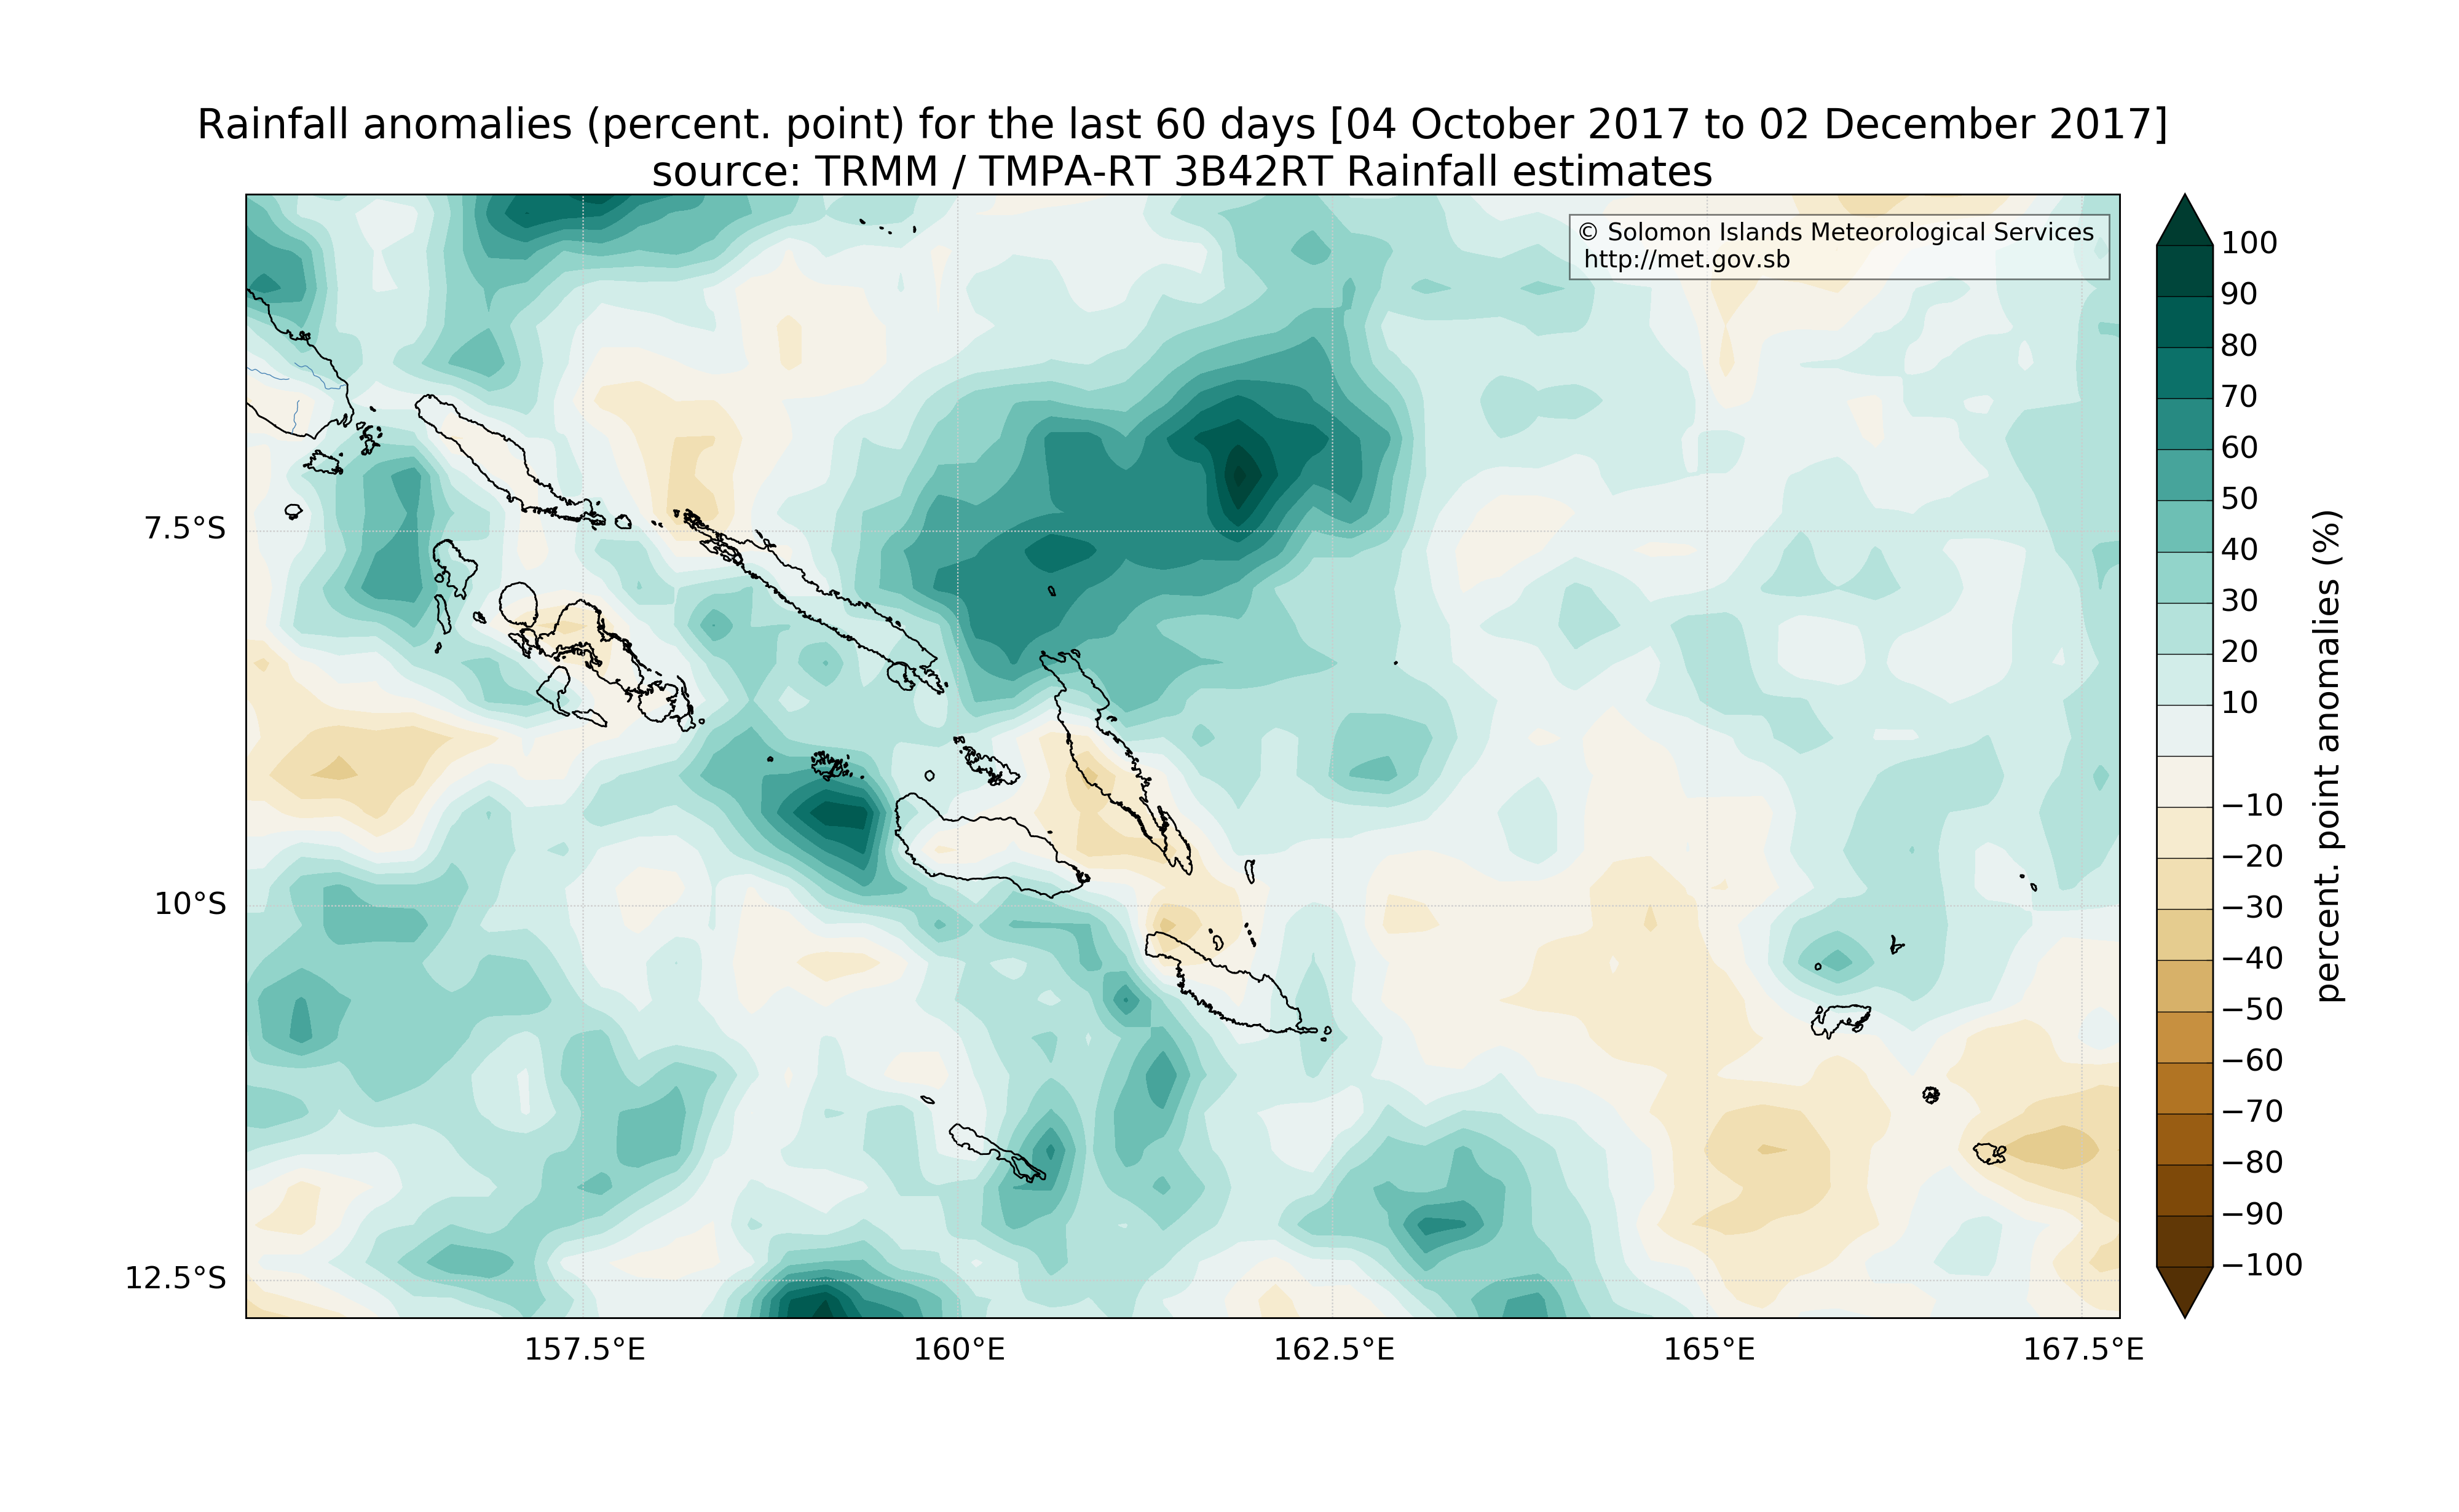 Rainfall anomalies (percent. point) for the last 60 days [04 October 2017 to 02 December 2017]
source: TRMM / TMPA-RT 3B42RT Rainfall estimates
© Solomon Islands Meteorological Services
http://met.gov.sb
7.5°S
10°S
12.5°S
157.5°E
160°E
162.5°E
165°E
167.5°E
100
90
80
70
60
50
40
30
20
10
−10
−20
−30
−40
−50
−60
−70
−80
−90
−100
percent. point anomalies (%)